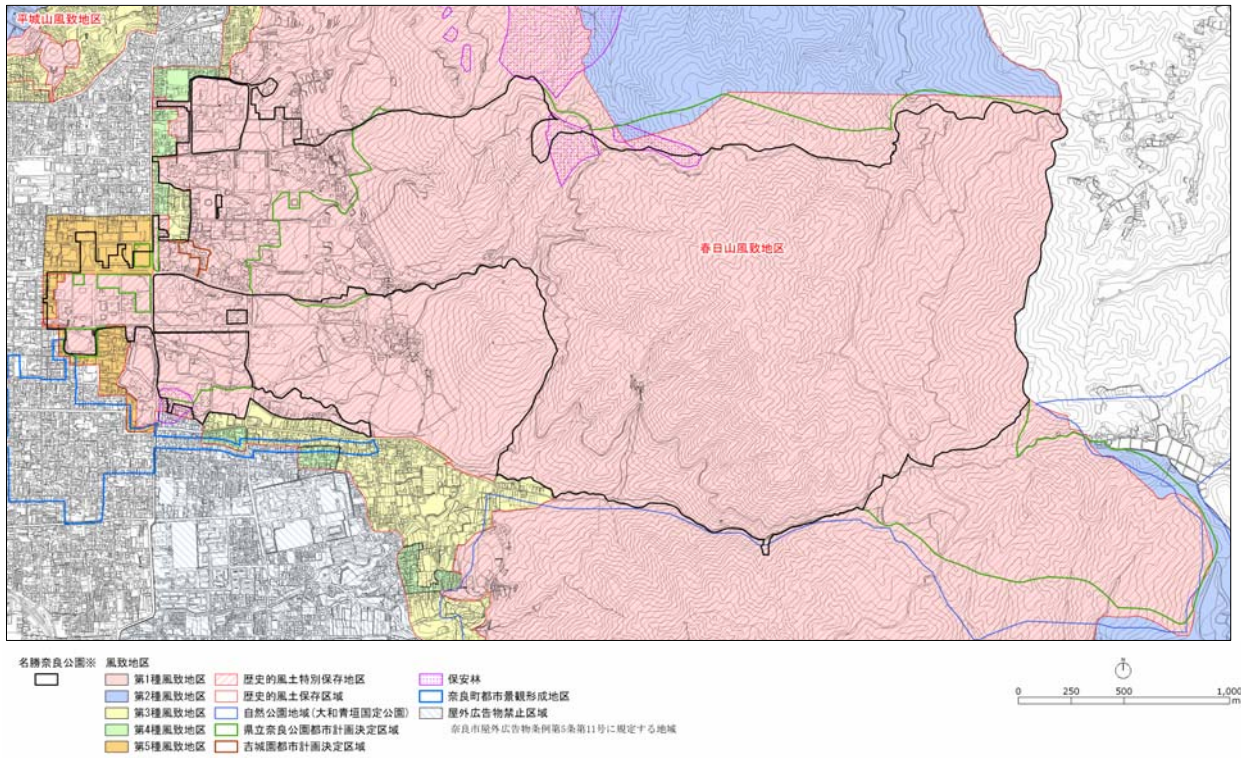 平城山風致地区
春日山風致地区
名勝奈良公園※
風致地区
第1種風致地区
第2種風致地区
第3種風致地区
第4種風致地区
第5種風致地区
歴史的風土特別保存地区
歴史的風土保存区域
自然公園地域(大和青垣国定公園)
県立奈良公園都市計画決定区域
吉城園都市計画決定区域
保安林
奈良町都市景観形成地区
屋外広告物禁止区域
奈良市屋外広告物条例第5条第11号に規定する地域
N
0 250 500 1,000
m